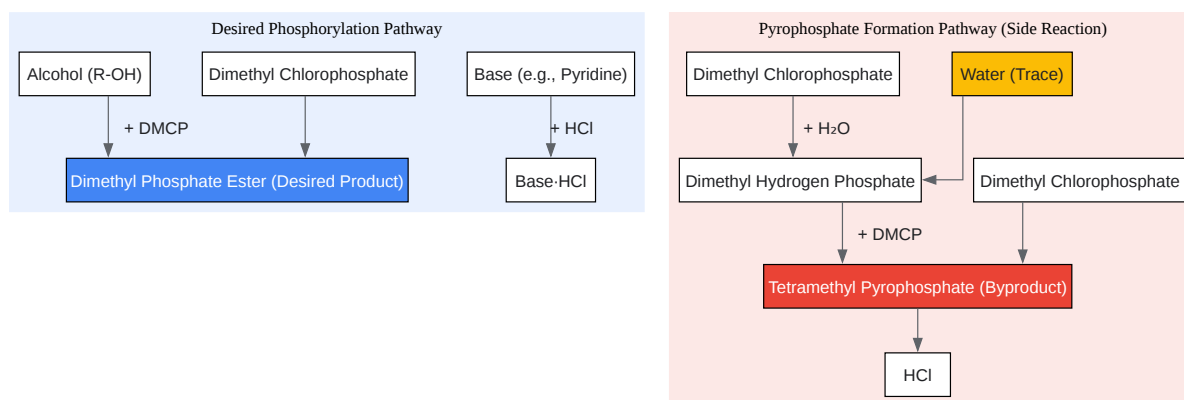 Desired Phosphorylation Pathway
Alcohol (R-OH)
Dimethyl Chlorophosphate
Base (e.g., Pyridine)
+ DMCP
+ HCl
Dimethyl Phosphate Ester (Desired Product)
Base·HCl
Pyrophosphate Formation Pathway (Side Reaction)
Dimethyl Chlorophosphate
Water (Trace)
+ H₂O
Dimethyl Hydrogen Phosphate
Dimethyl Chlorophosphate
+ DMCP
Tetramethyl Pyrophosphate (Byproduct)
HCl